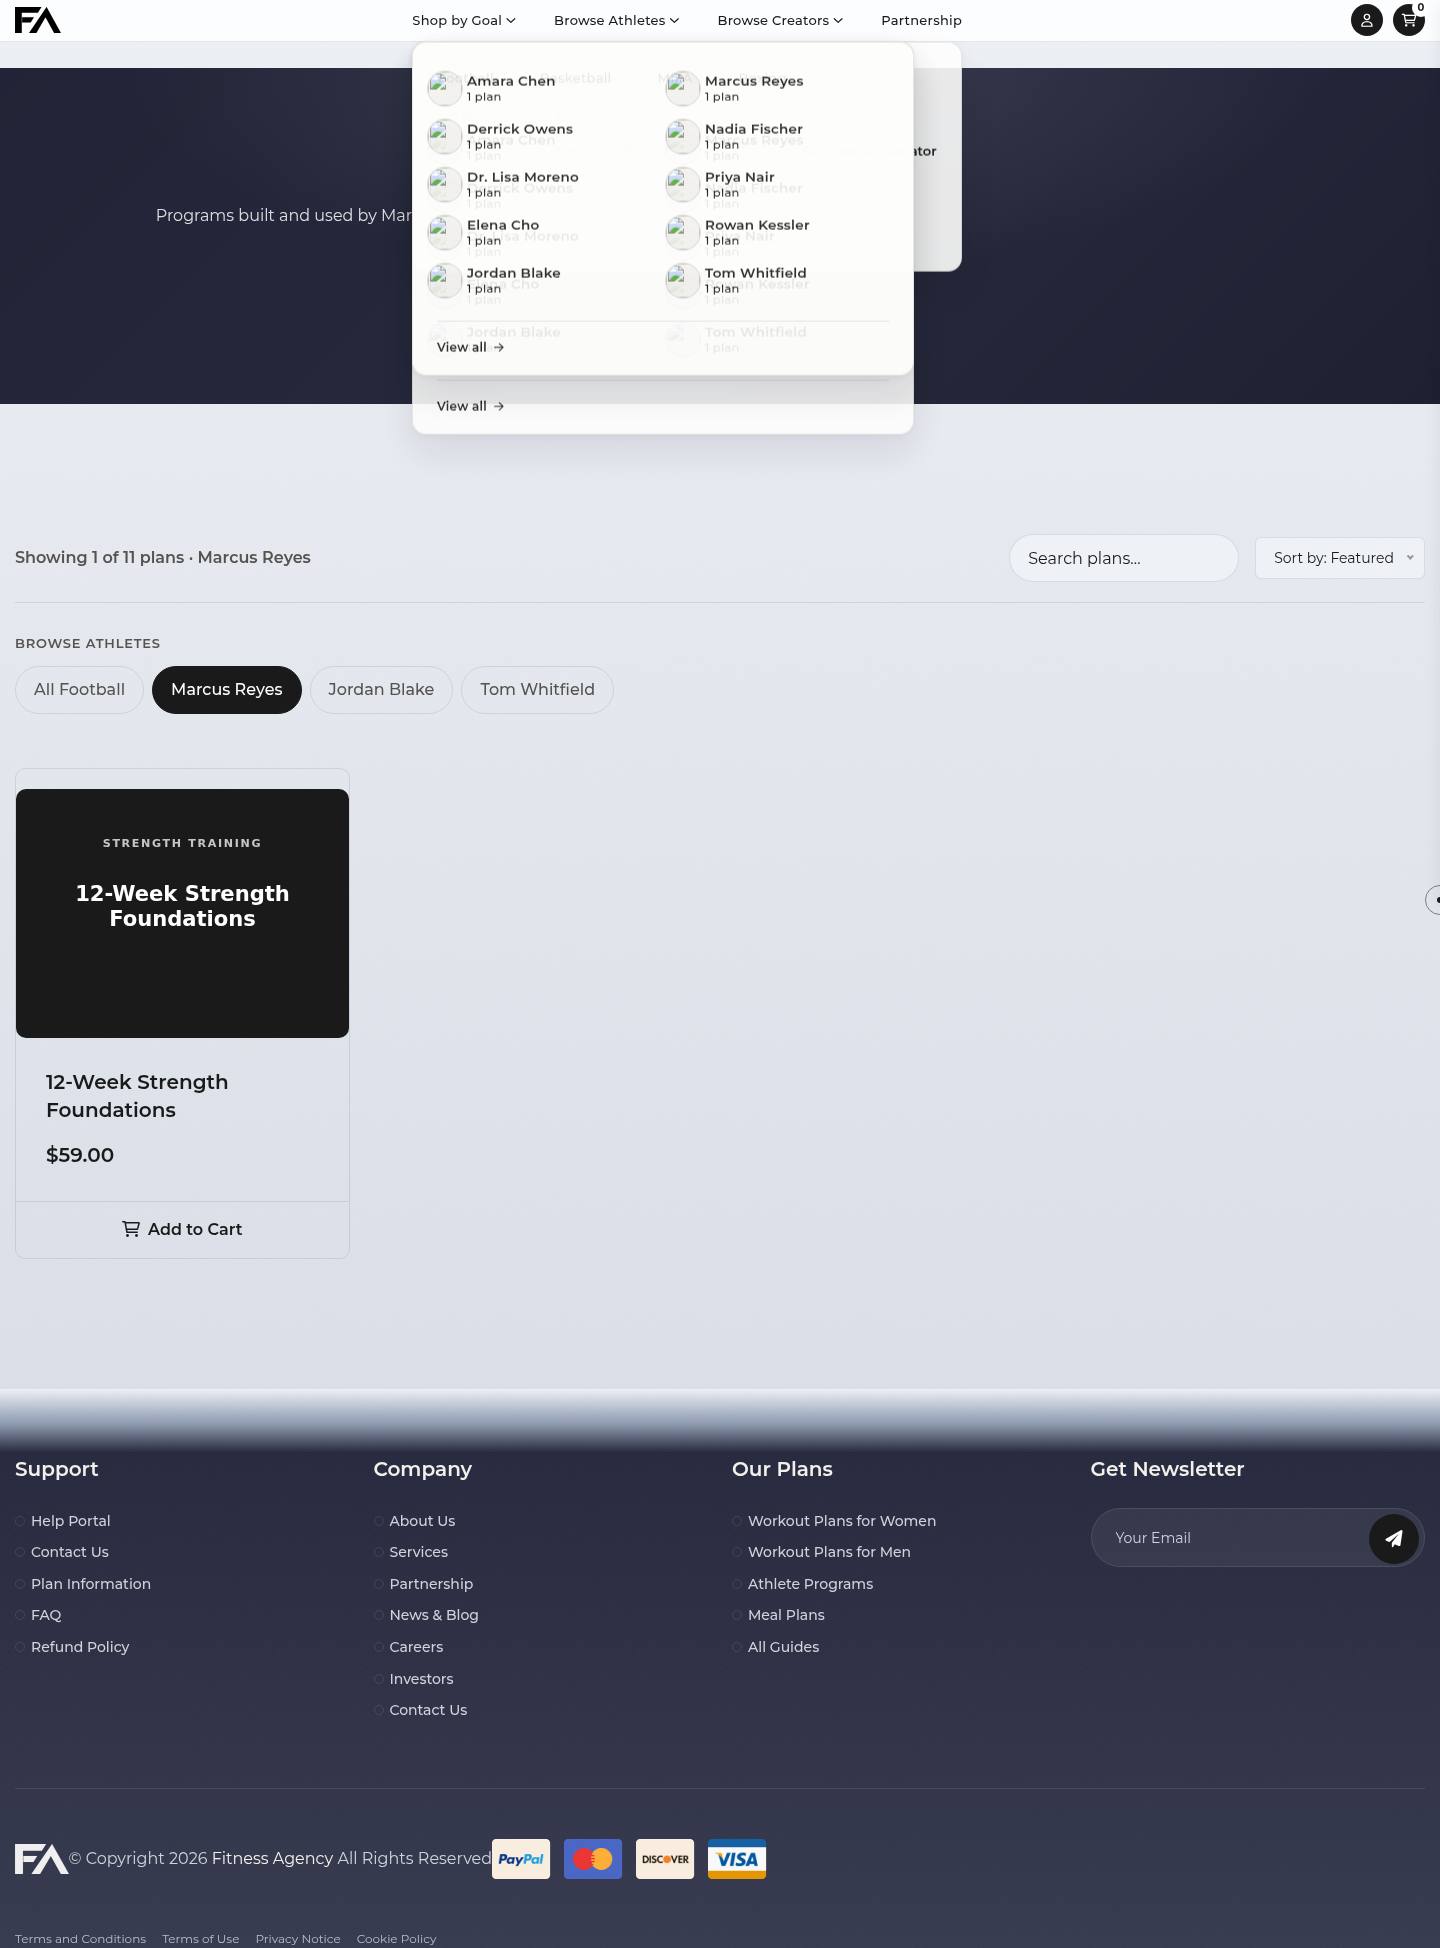 FA
Shop by Goal
Browse Athletes
Browse Creators
Partnership
0
Amara Chen
1 plan
Marcus Reyes
1 plan
Derrick Owens
1 plan
Nadia Fischer
1 plan
Dr. Lisa Moreno
1 plan
Priya Nair
1 plan
Elena Cho
1 plan
Rowan Kessler
1 plan
Jordan Blake
1 plan
Tom Whitfield
1 plan
Jordan Blake
Tom Whitfield
1 plan
View all →
View all →
Programs built and used by Mar
Showing 1 of 11 plans · Marcus Reyes
Search plans...
Sort by: Featured
BROWSE ATHLETES
All Football
Marcus Reyes
Jordan Blake
Tom Whitfield
STRENGTH TRAINING
12-Week Strength
Foundations
12-Week Strength
Foundations
$59.00
Add to Cart
Support
Help Portal
Contact Us
Plan Information
FAQ
Refund Policy
Company
About Us
Services
Partnership
News & Blog
Careers
Investors
Contact Us
Our Plans
Workout Plans for Women
Workout Plans for Men
Athlete Programs
Meal Plans
All Guides
Get Newsletter
Your Email
FA © Copyright 2026 Fitness Agency All Rights Reserved
PayPal
DISCOVER
VISA
Terms and Conditions
Terms of Use
Privacy Notice
Cookie Policy